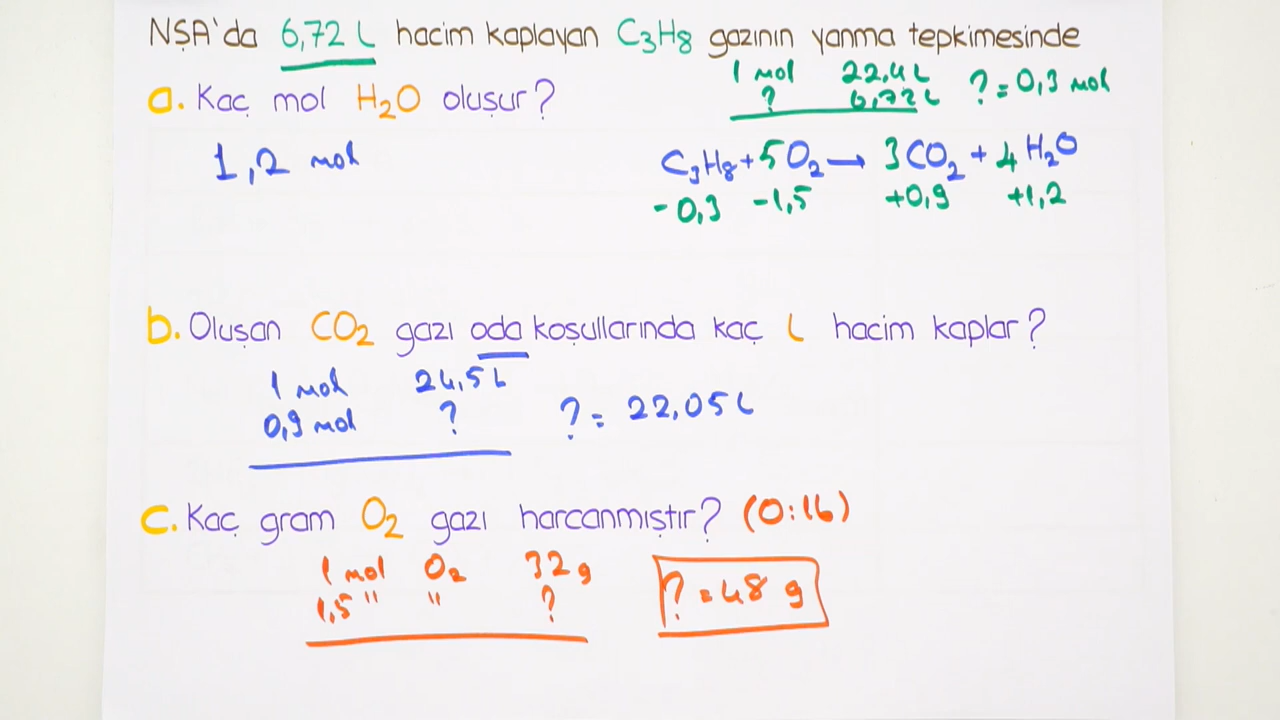 NŞA'da 6,72 L hacim kaplayan C₃H₈ gazının yanma tepkimesinde
1 mol 22,4 L
? 6,72 L ? = 0,3 mol
a. Kaç mol H₂O oluşur?
1,2 mol
C₃H₈ + 5O₂ → 3CO₂ + 4H₂O
-0,3 -1,5 +0,9 +1,2
b. Oluşan CO₂ gazı oda koşullarında kaç L hacim kaplar?
1 mol 24,5 L
0,9 mol ? ? = 22,05 L
c. Kaç gram O₂ gazı harcanmıştır? (O:16)
1 mol O₂ 32 g
1,5 " " ?
? = 48 g